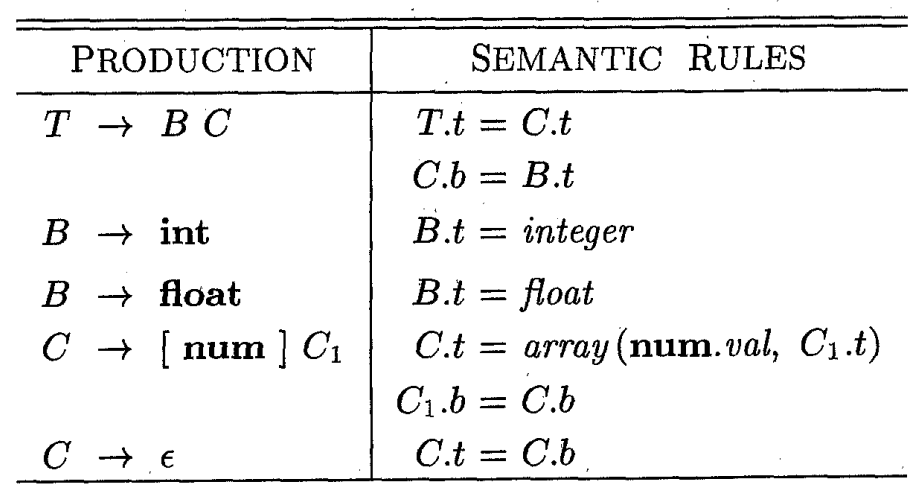 PRODUCTION SEMANTIC RULES
T → B C T.t = C.t
C.b = B.t
B → int B.t = integer
B → float B.t = float
C → [ num ] C₁ C.t = array(num.val, C₁.t)
C₁.b = C.b
C → ϵ C.t = C.b